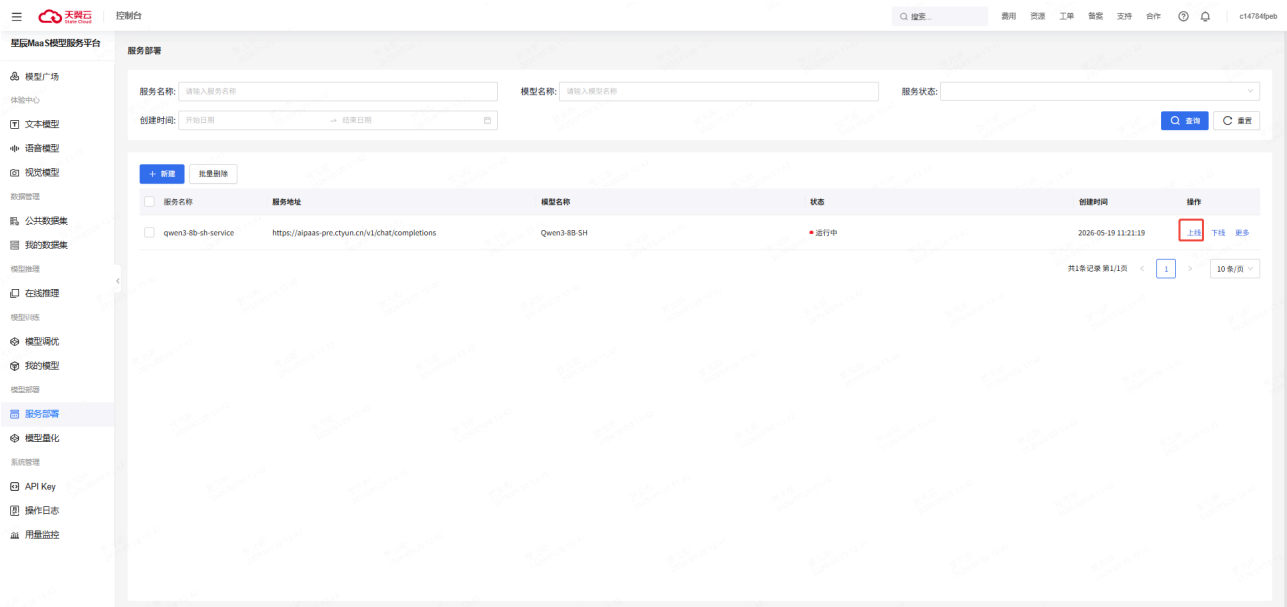 天翼云 控制台 搜索... 费用 资源 工单 备案 支持 合作 c14784fpeb
State Cloud
星辰MaaS模型服务平台
服务部署
模型广场
体验中心
文本模型
语音模型
视觉模型
数据管理
公共数据集
我的数据集
模型推理
在线推理
模型训练
模型调优
我的模型
模型部署
服务部署
模型量化
系统管理
API Key
操作日志
用量监控
服务名称: 请输入服务名称 模型名称: 请输入模型名称 服务状态:
创建时间: 开始日期 → 结束日期 查询 重置
+ 新建 批量删除
服务名称 服务地址 模型名称 状态 创建时间 操作
qwen3-8b-sh-service https://aipaas-pre.ctyun.cn/v1/chat/completions Qwen3-8B-SH 运行中 2026-05-19 11:21:19 上线 下线 更多
共1条记录 第1/1页 < 1 > 10 条/页